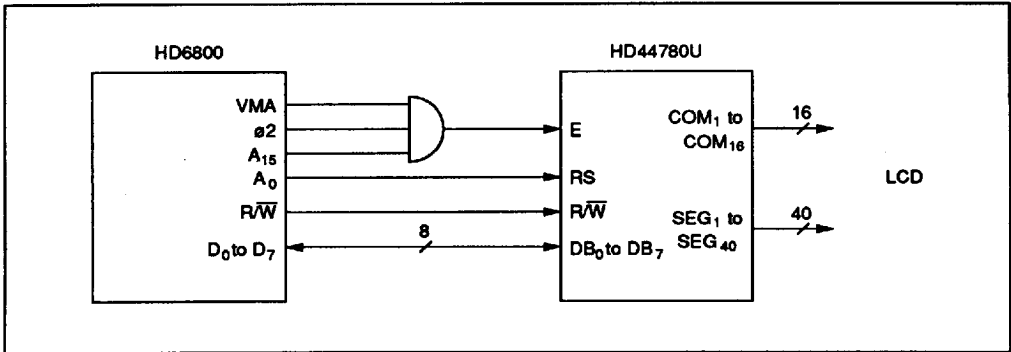 HD6800
HD44780U
VMA
ø2
A₁₅
A₀
R/W̅
D₀ to D₇
8
E
RS
R/W̅
DB₀ to DB₇
COM₁ to
COM₁₆
SEG₁ to
SEG₄₀
16
40
LCD